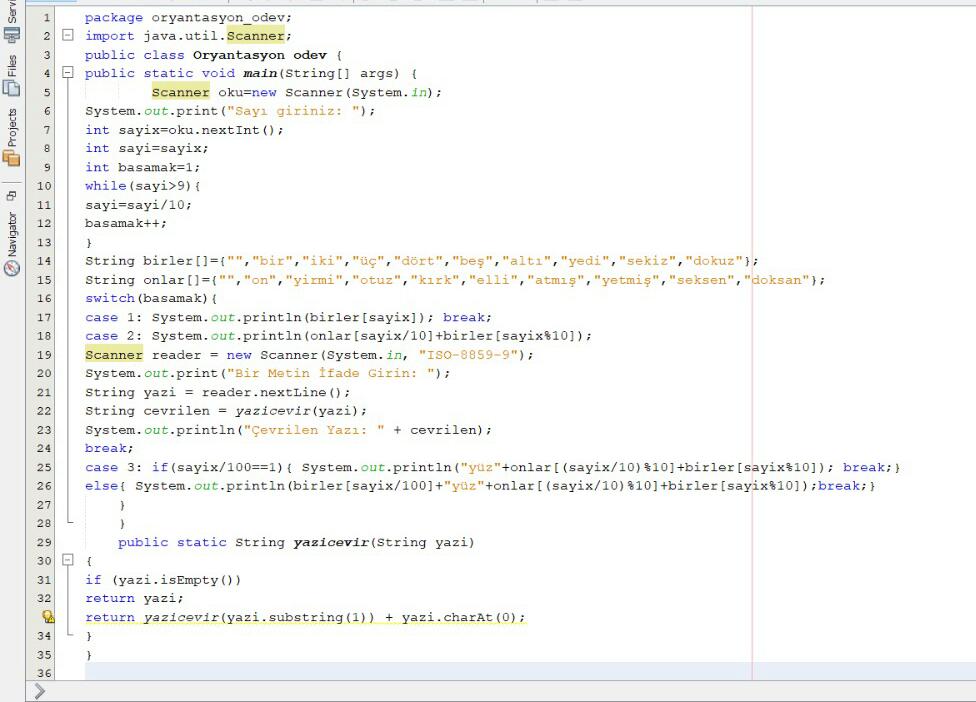 Servi
Files
Projects
Navigator
1 package oryantasyon_odev;
2 import java.util.Scanner;
3 public class Oryantasyon odev {
4 public static void main(String[] args) {
5 Scanner oku=new Scanner(System.in);
6 System.out.print("Sayı giriniz: ");
7 int sayix=oku.nextInt();
8 int sayi=sayix;
9 int basamak=1;
10 while(sayi>9){
11 sayi=sayi/10;
12 basamak++;
13 }
14 String birler[]={"","bir","iki","üç","dört","beş","altı","yedi","sekiz","dokuz"};
15 String onlar[]={"","on","yirmi","otuz","kırk","elli","atmış","yetmiş","seksen","doksan"};
16 switch(basamak){
17 case 1: System.out.println(birler[sayix]); break;
18 case 2: System.out.println(onlar[sayix/10]+birler[sayix%10]);
19 Scanner reader = new Scanner(System.in, "ISO-8859-9");
20 System.out.print("Bir Metin İfade Girin: ");
21 String yazi = reader.nextLine();
22 String cevrilen = yazicevir(yazi);
23 System.out.println("Çevrilen Yazı: " + cevrilen);
24 break;
25 case 3: if(sayix/100==1){ System.out.println("yüz"+onlar[(sayix/10)%10]+birler[sayix%10]); break;}
26 else{ System.out.println(birler[sayix/100]+"yüz"+onlar[(sayix/10)%10]+birler[sayix%10]);break;}
27 }
28 }
29 public static String yazicevir(String yazi)
30 {
31 if (yazi.isEmpty())
32 return yazi;
return yazicevir(yazi.substring(1)) + yazi.charAt(0);
34 }
35 }
36